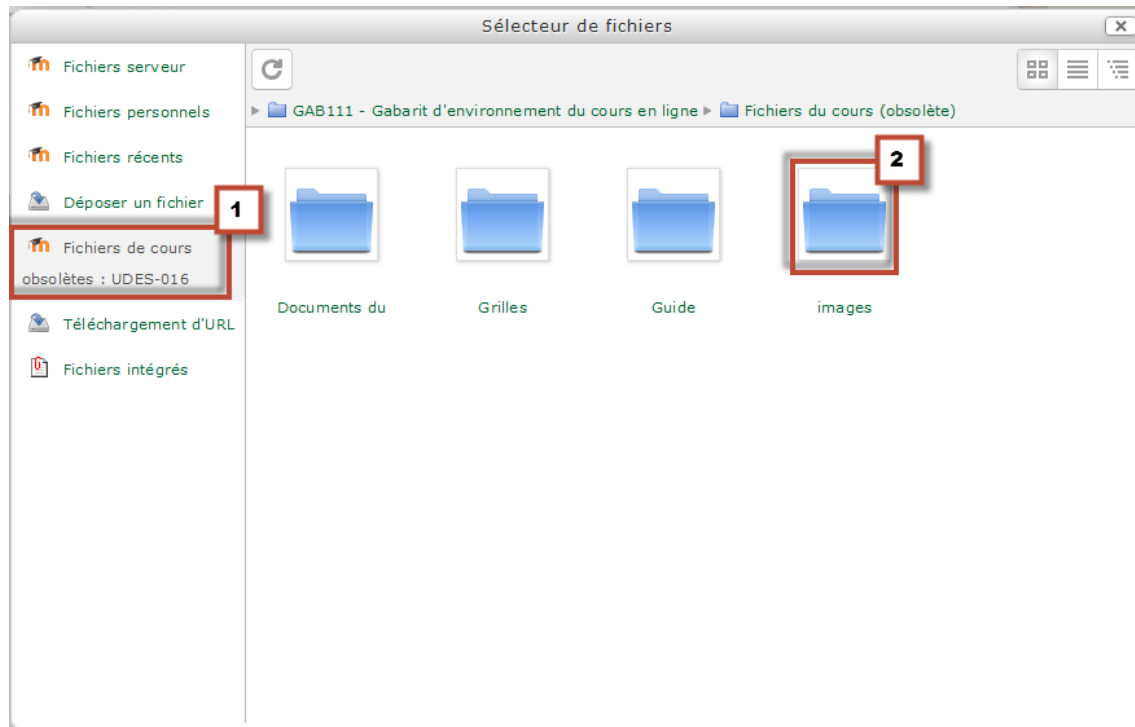 Sélecteur de fichiers
Fichiers serveur
Fichiers personnels
Fichiers récents
Déposer un fichier
1
Fichiers de cours
obsolètes : UDES-016
Téléchargement d'URL
Fichiers intégrés
GAB111 - Gabarit d'environnement du cours en ligne
Fichiers du cours (obsolète)
2
Documents du
Grilles
Guide
images